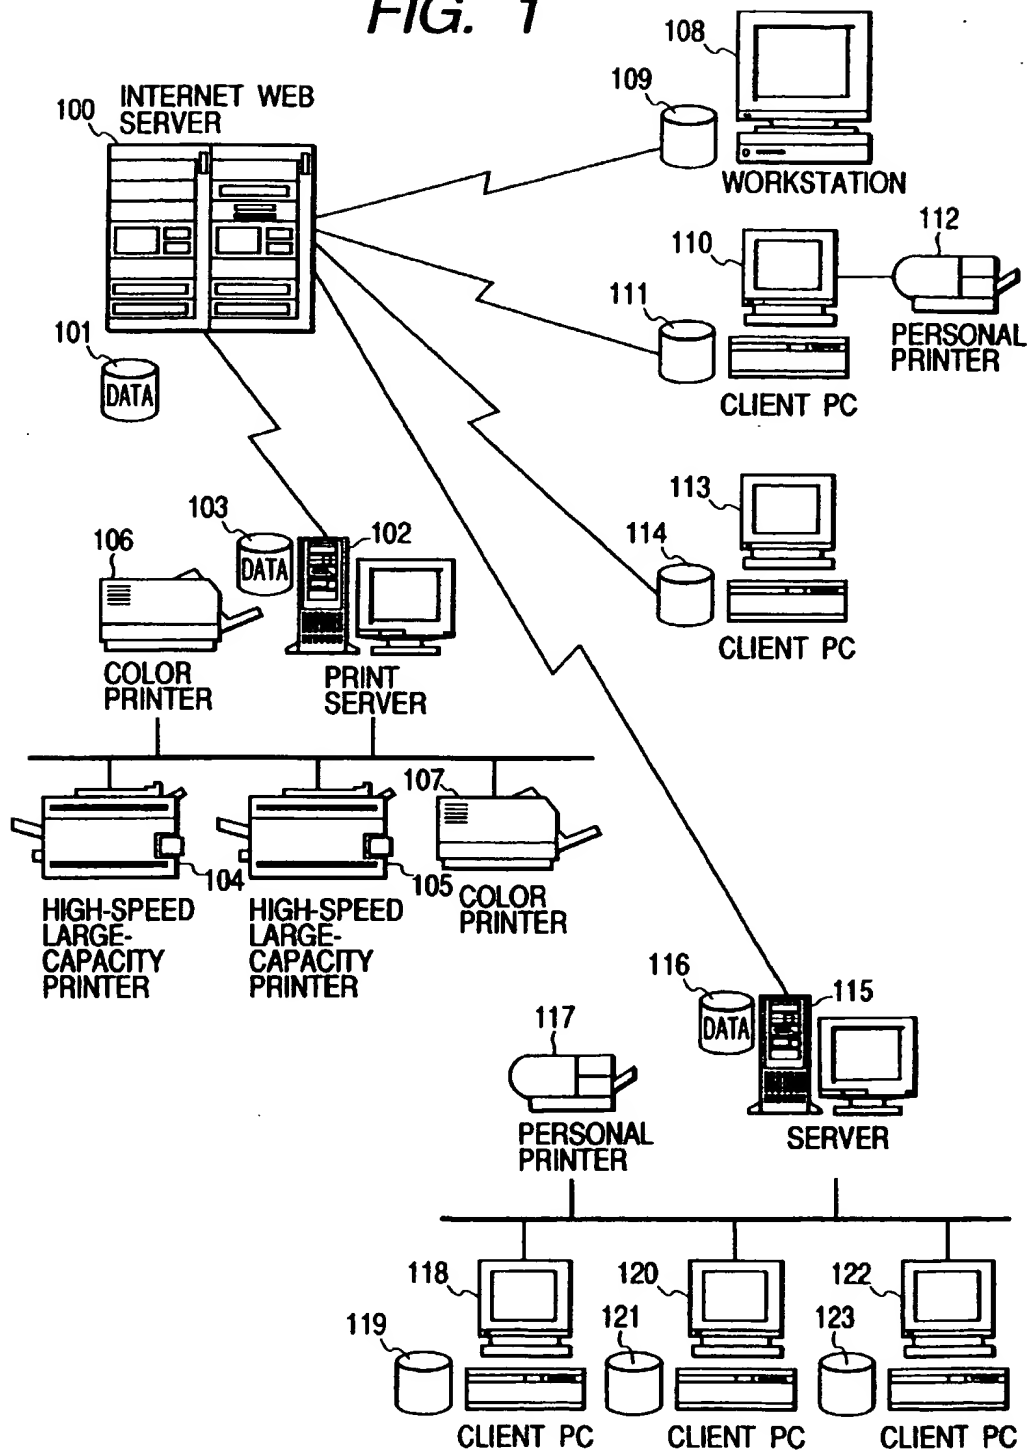 FIG. 1
108
109
INTERNET WEB
SERVER
100
WORKSTATION
112
110
111
PERSONAL
PRINTER
101
DATA
CLIENT PC
113
103
102
114
106
DATA
CLIENT PC
COLOR
PRINTER
PRINT
SERVER
107
104
105
HIGH-SPEED
LARGE-
CAPACITY
PRINTER
HIGH-SPEED
LARGE-
CAPACITY
PRINTER
COLOR
PRINTER
116
115
DATA
117
SERVER
PERSONAL
PRINTER
118
120
122
119
121
123
CLIENT PC
CLIENT PC
CLIENT PC